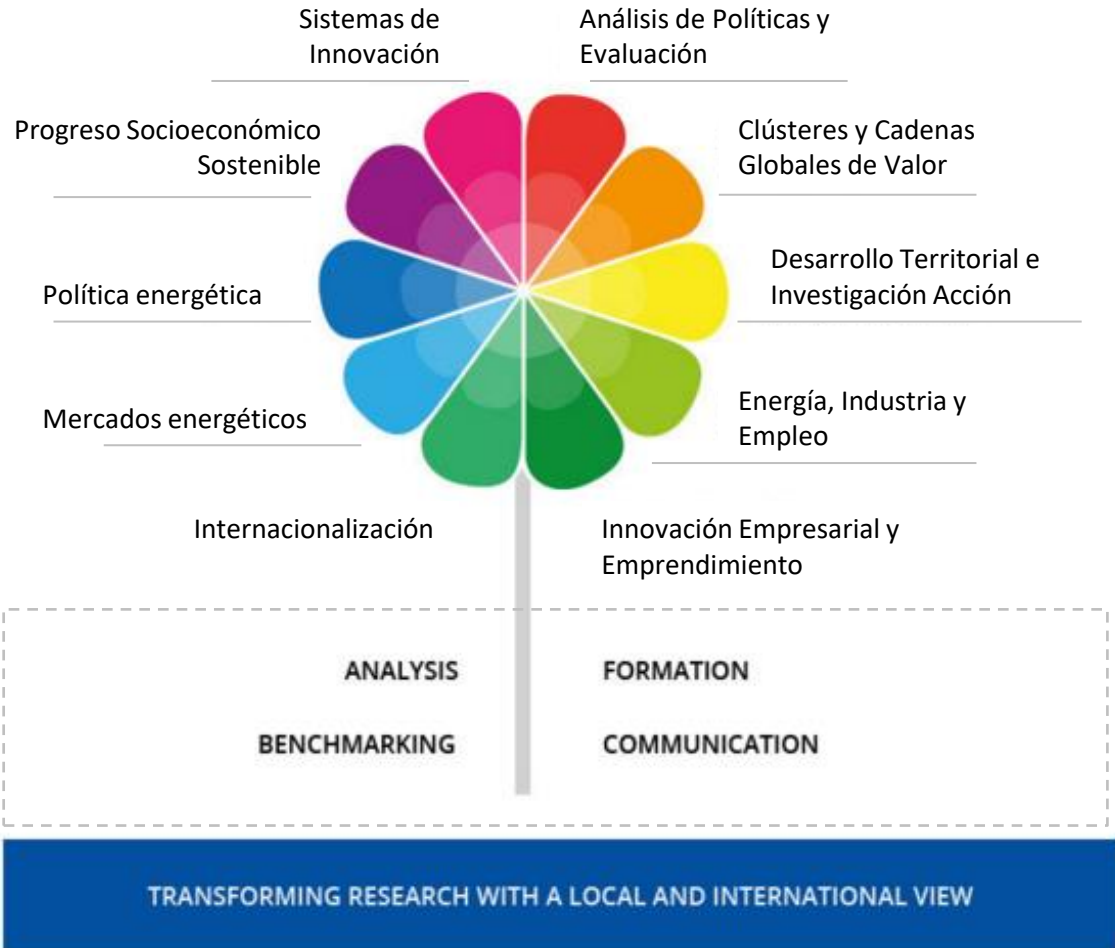 Sistemas de
Innovación
Análisis de Políticas y
Evaluación
Progreso Socioeconómico
Sostenible
Clústeres y Cadenas
Globales de Valor
Política energética
Desarrollo Territorial e
Investigación Acción
Mercados energéticos
Energía, Industria y
Empleo
Internacionalización
Innovación Empresarial y
Emprendimiento
ANALYSIS
FORMATION
BENCHMARKING
COMMUNICATION
TRANSFORMING RESEARCH WITH A LOCAL AND INTERNATIONAL VIEW